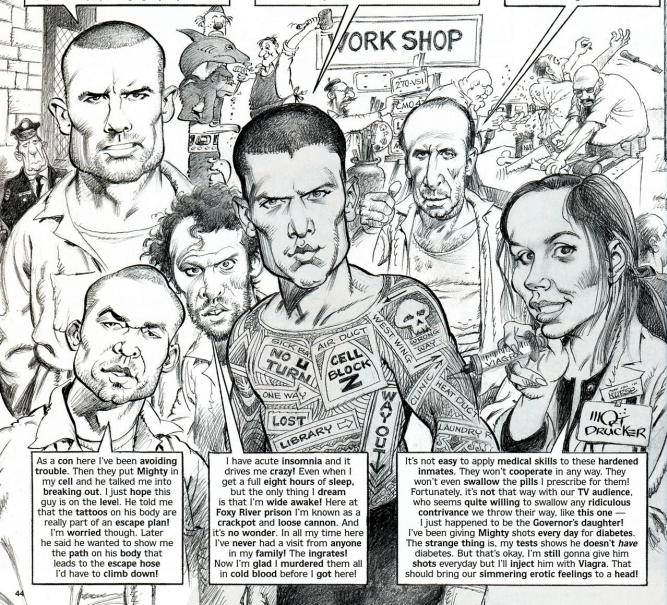 WORK SHOP
270-VSI
AIR DUCT
WEST WING
WRONG
WAY
NO U
TURN
CELL
BLOCK
Z
ONE WAY
LOST
LIBRARY
WAY OUT
CLINIC
HEAT DUCT
LAUNDRY
MORT
DRUCKER
As a con here I've been avoiding
trouble. Then they put Mighty in
my cell and he talked me into
breaking out. I just hope this
guy is on the level. He told me
that the tattoos on his body are
really part of an escape plan!
I'm worried though. Later
he said he wanted to show me
the path on his body that
leads to the escape hose
I'd have to climb down!
I have acute insomnia and it
drives me crazy! Even when I
get a full eight hours of sleep,
but the only thing I dream
is that I'm wide awake! Here at
Foxy River prison I'm known as a
crackpot and loose cannon. And
it's no wonder. In all my time here
I've never had a visit from anyone
in my family! The ingrates!
Now I'm glad I murdered them all
in cold blood before I got here!
It's not easy to apply medical skills to these hardened
inmates. They won't cooperate in any way. They
won't even swallow the pills I prescribe for them!
Fortunately, it's not that way with our TV audience,
who seems quite willing to swallow any ridiculous
contrivance we throw their way, like this one —
I just happened to be the Governor's daughter!
I've been giving Mighty shots every day for diabetes.
The strange thing is, my tests show he doesn't have
diabetes. But that's okay, I'm still gonna give him
shots everyday but I'll inject him with Viagra. That
should bring our simmering erotic feelings to a head!
44